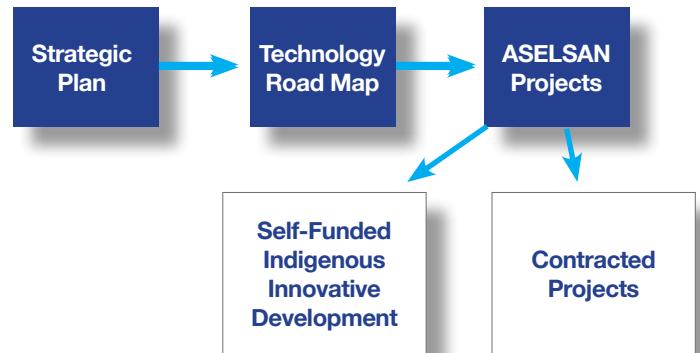 Strategic
Plan
Technology
Road Map
ASELSAN
Projects
Self-Funded
Indigenous
Innovative
Development
Contracted
Projects